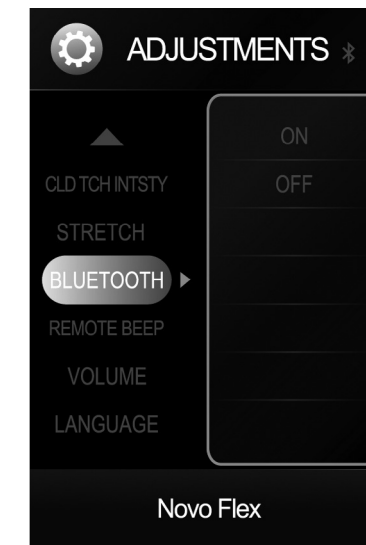 ADJUSTMENTS
CLD TCH INTSTY
STRETCH
BLUETOOTH
REMOTE BEEP
VOLUME
LANGUAGE
ON
OFF
Novo Flex